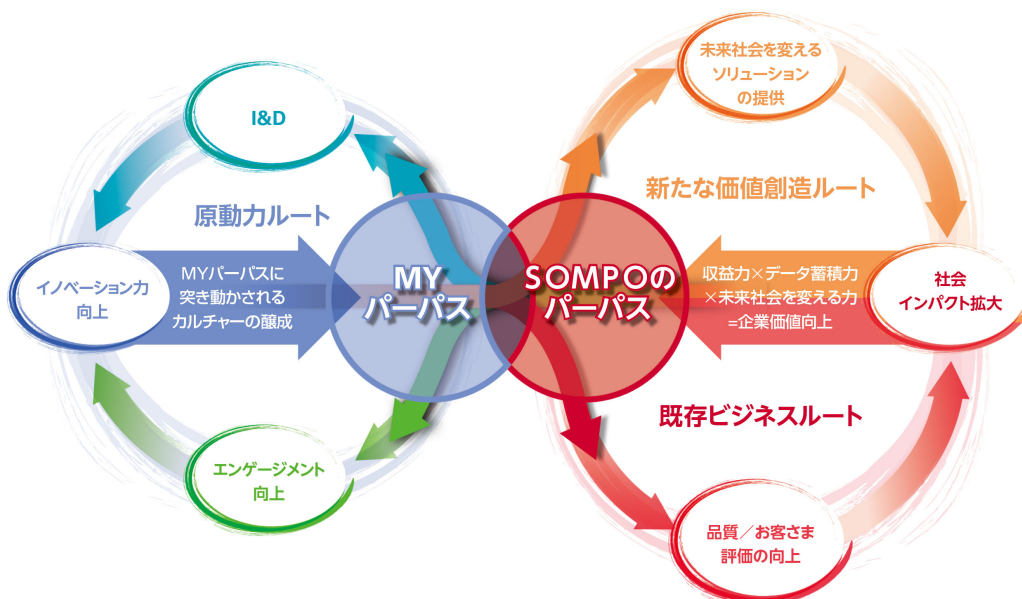 未来社会を変える
ソリューション
の提供
I&D
新たな価値創造ルート
原動力ルート
イノベーション力
向上
MYパーパスに
突き動かされる
カルチャーの醸成
MY
パーパス
SOMPOの
パーパス
収益力×データ蓄積力
×未来社会を変える力
=企業価値向上
社会
インパクト拡大
既存ビジネスルート
エンゲージメント
向上
品質／お客さま
評価の向上